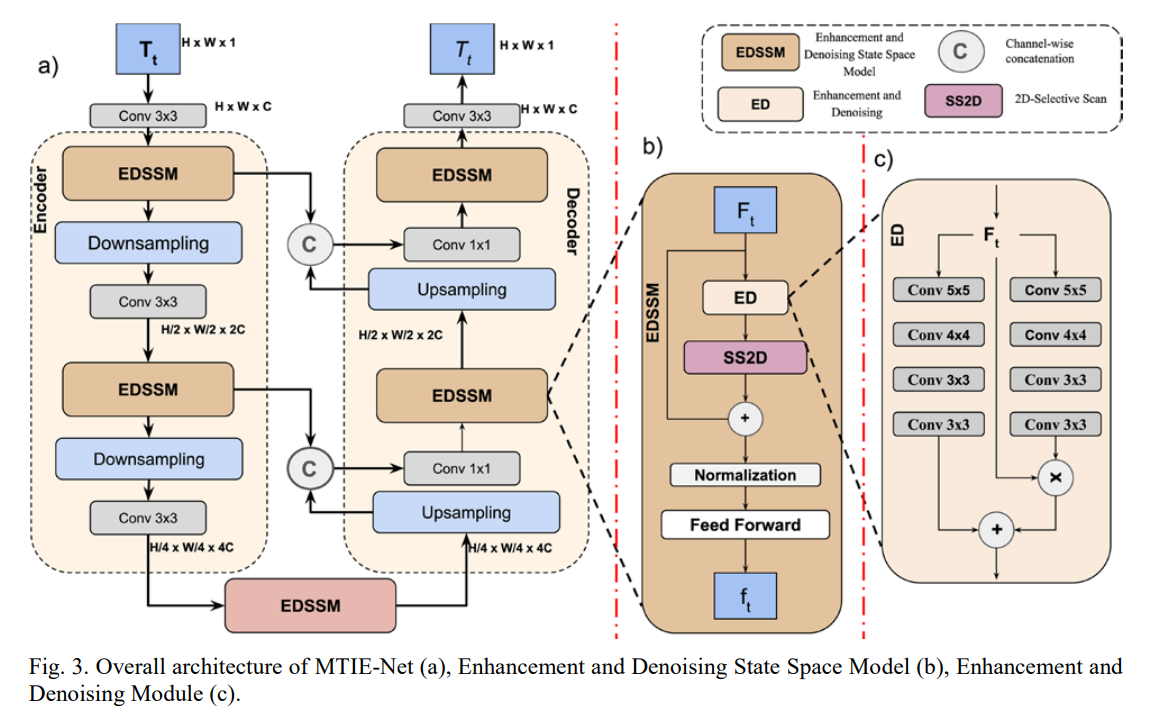 a)
T_t
H x W x 1
Conv 3x3
H x W x C
Encoder
EDSSM
Downsampling
Conv 3x3
H/2 x W/2 x 2C
EDSSM
Downsampling
Conv 3x3
H/4 x W/4 x 4C
EDSSM
T_t
H x W x 1
Conv 3x3
H x W x C
Decoder
EDSSM
C
Conv 1x1
Upsampling
H/2 x W/2 x 2C
EDSSM
C
Conv 1x1
Upsampling
H/4 x W/4 x 4C
EDSSM
Enhancement and
Denoising State Space
Model
C
Channel-wise
concatenation
ED
Enhancement and
Denoising
SS2D
2D-Selective Scan
b)
EDSSM
F_t
ED
SS2D
+
Normalization
Feed Forward
f_t
c)
ED
F_t
Conv 5x5
Conv 5x5
Conv 4x4
Conv 4x4
Conv 3x3
Conv 3x3
Conv 3x3
Conv 3x3
x
+
Fig. 3. Overall architecture of MTIE-Net (a), Enhancement and Denoising State Space Model (b), Enhancement and
Denoising Module (c).